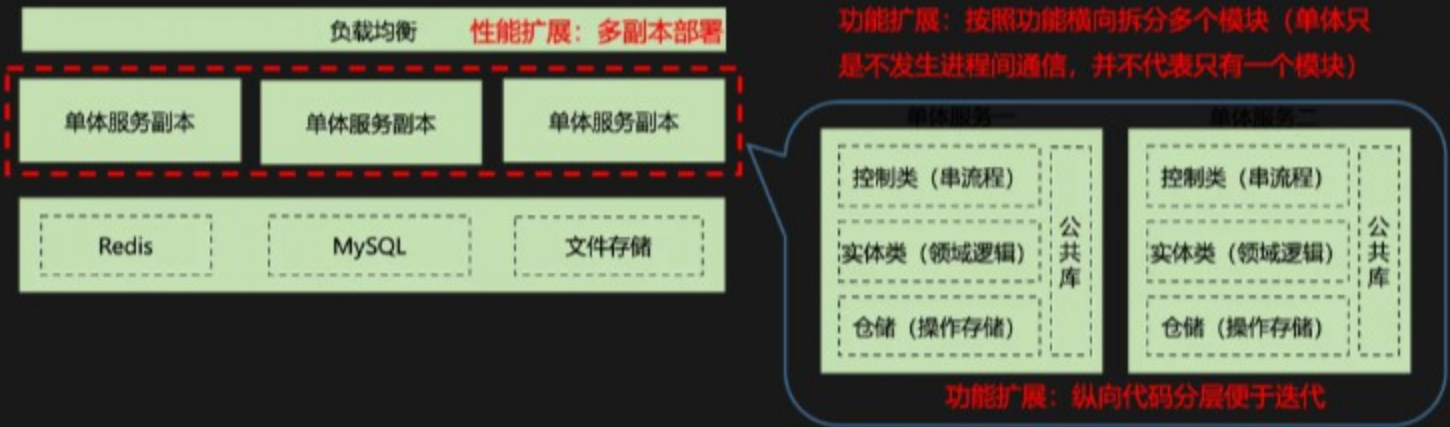 负载均衡 性能扩展：多副本部署
单体服务副本 单体服务副本 单体服务副本
Redis MySQL 文件存储
功能扩展：按照功能横向拆分多个模块（单体只
是不发生进程间通信，并不代表只有一个模块）
单体服务一 单体服务二
控制类（串流程）
实体类（领域逻辑）
仓储（操作存储）
公共库
控制类（串流程）
实体类（领域逻辑）
仓储（操作存储）
公共库
功能扩展：纵向代码分层便于迭代